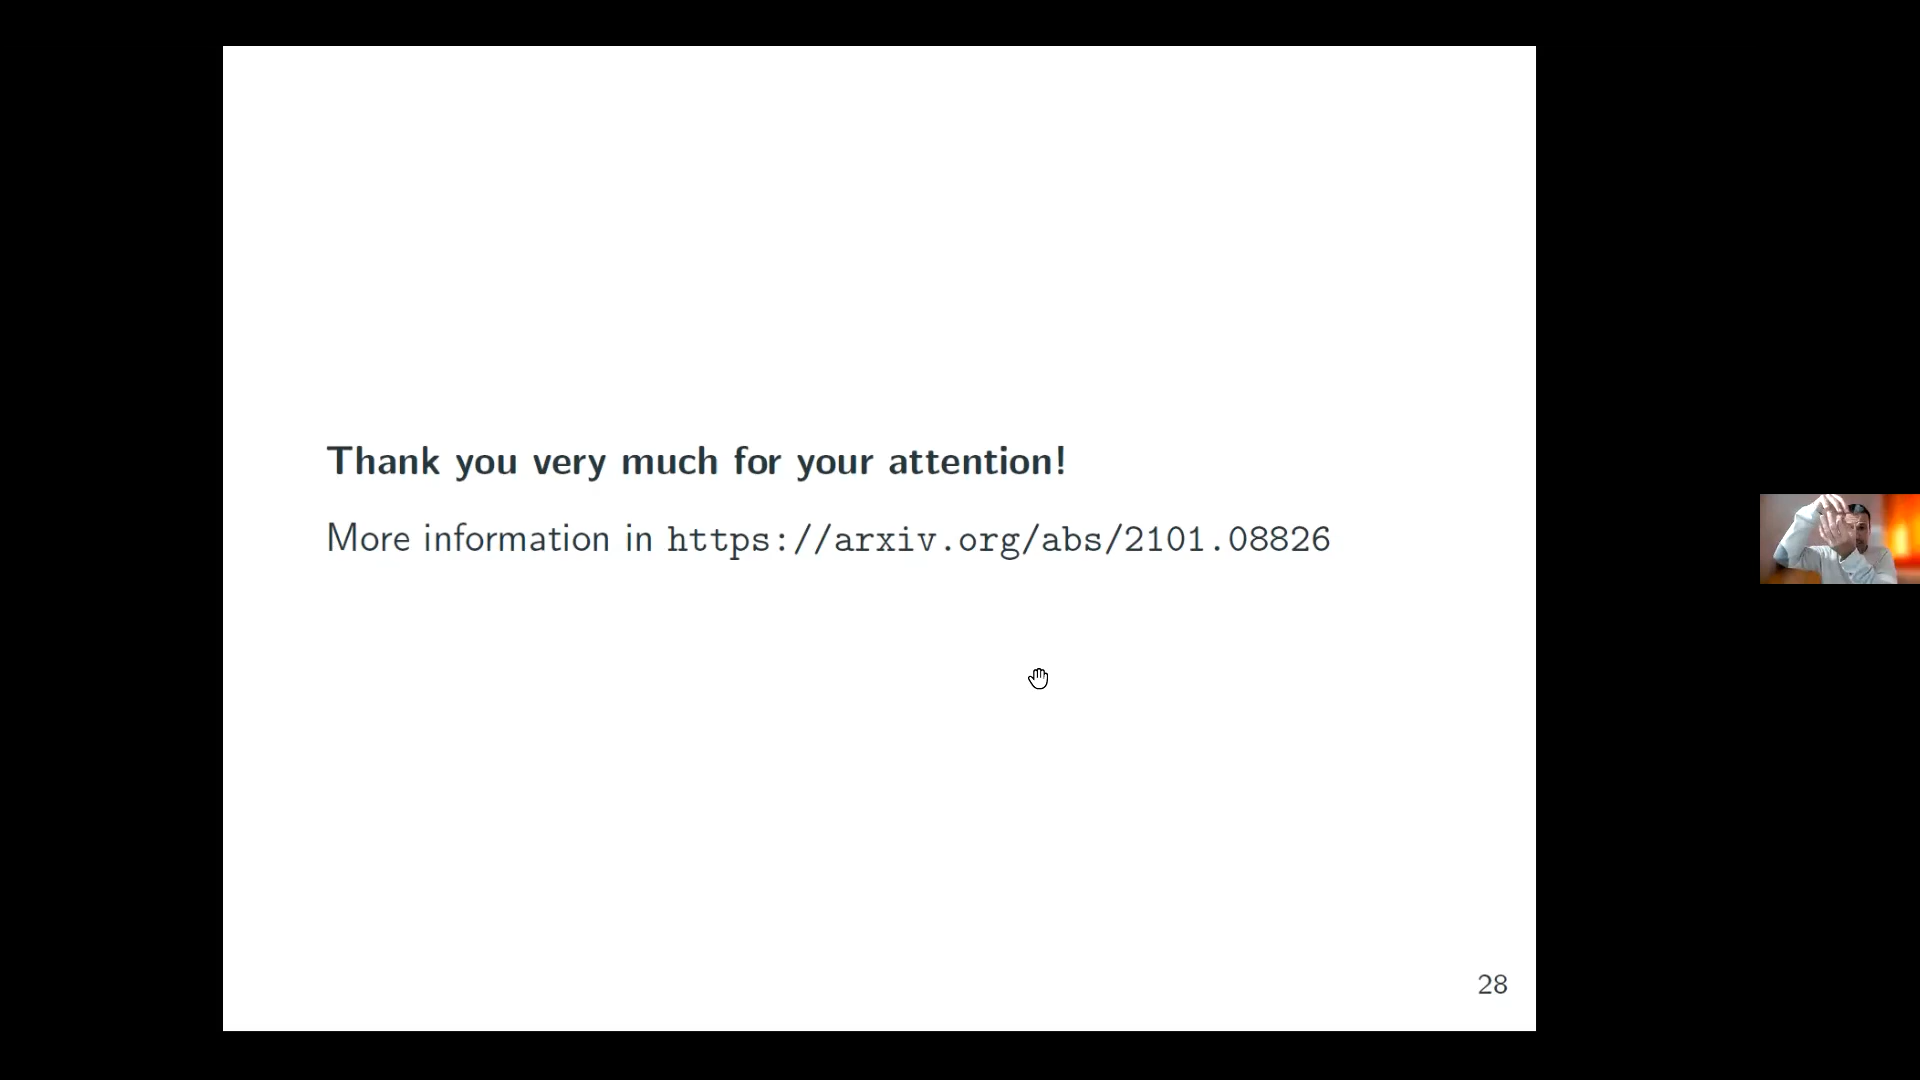 Thank you very much for your attention!
More information in https://arxiv.org/abs/2101.08826
28